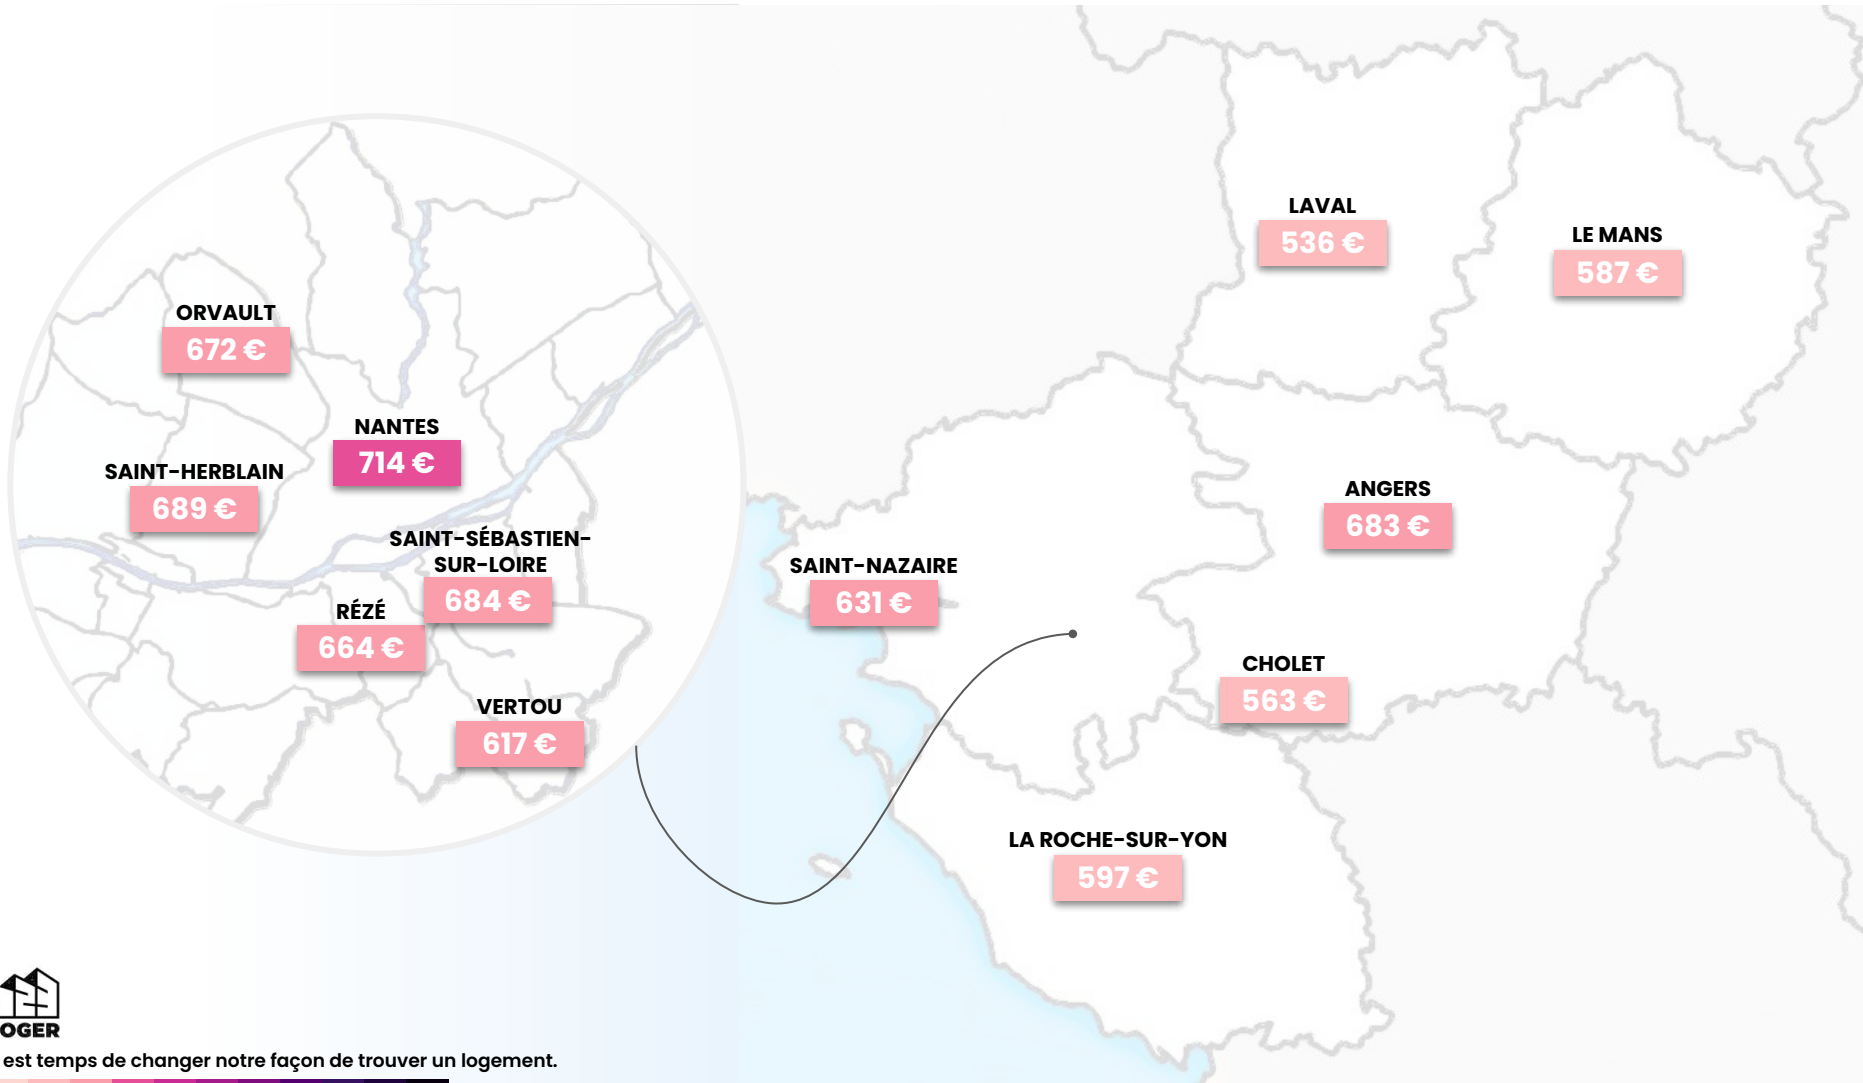 LAVAL
536 €
LE MANS
587 €
ORVAULT
672 €
NANTES
714 €
SAINT-HERBLAIN
689 €
ANGERS
683 €
SAINT-SÉBASTIEN-
SUR-LOIRE
684 €
SAINT-NAZAIRE
631 €
RÉZÉ
664 €
CHOLET
563 €
VERTOU
617 €
LA ROCHE-SUR-YON
597 €
OGER
est temps de changer notre façon de trouver un logement.